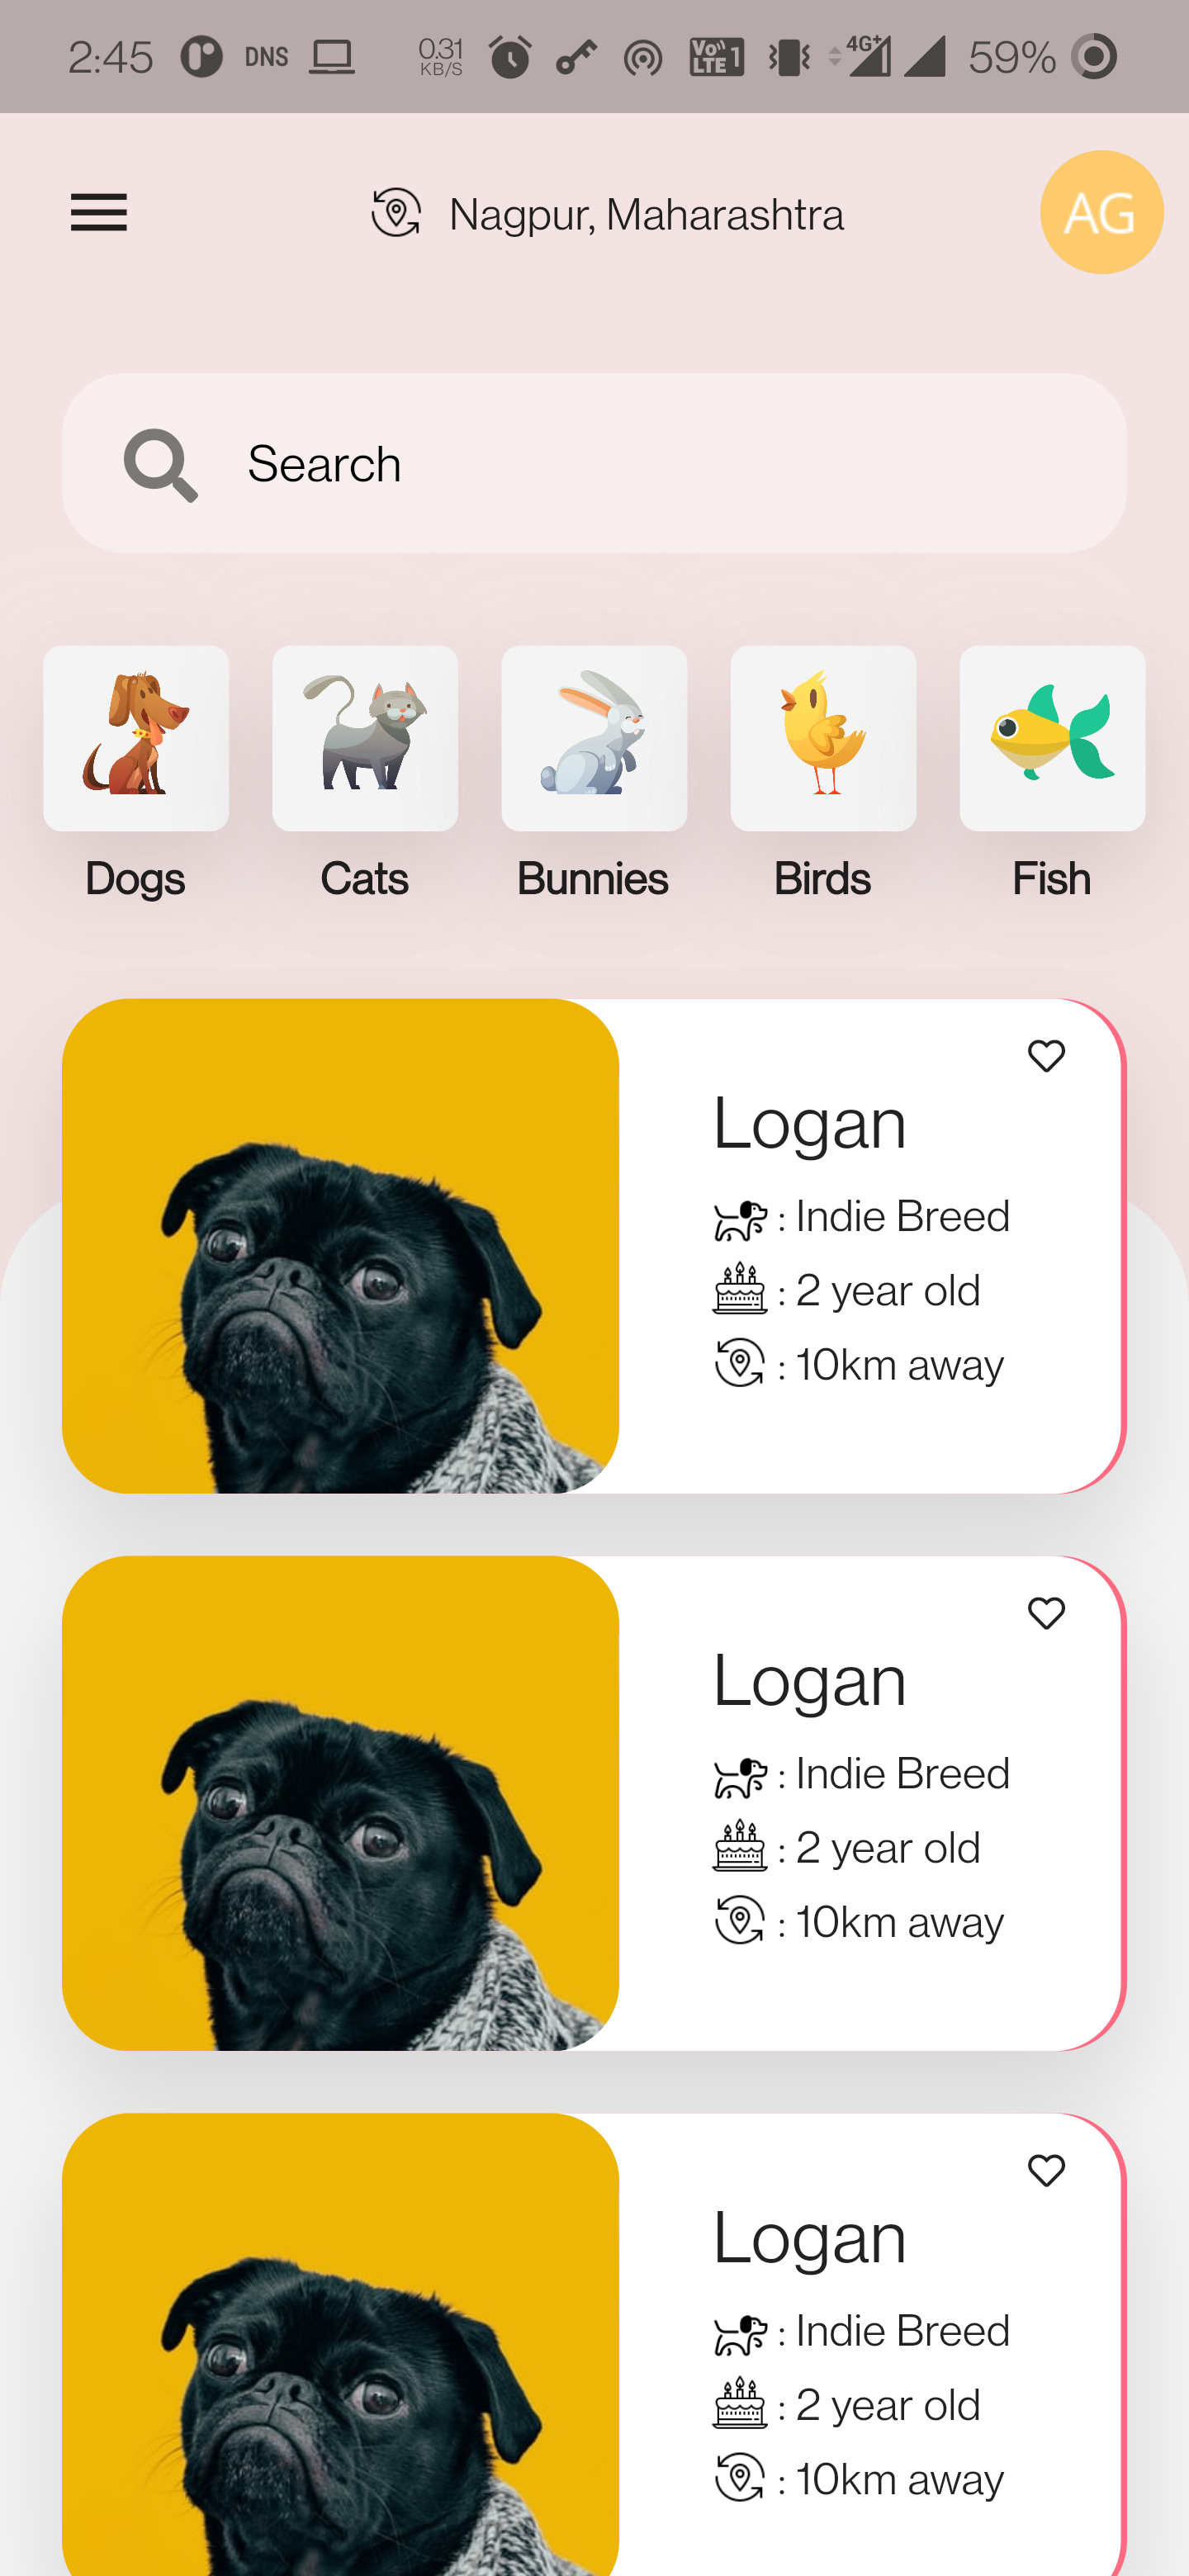 2:45 DNS 0.31 KB/S VoLTE 1 4G+ 59%
Nagpur, Maharashtra
AG
Search
Dogs Cats Bunnies Birds Fish
Logan
: Indie Breed
: 2 year old
: 10km away
Logan
: Indie Breed
: 2 year old
: 10km away
Logan
: Indie Breed
: 2 year old
: 10km away